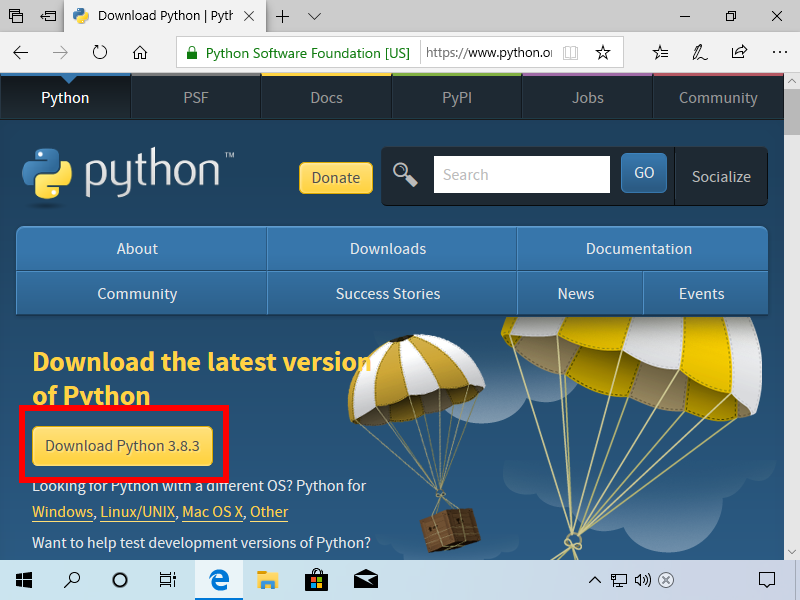 Download Python | Pyth
Python Software Foundation [US]
https://www.python.o
Python
PSF
Docs
PyPI
Jobs
Community
python™
Donate
Search
GO
Socialize
About
Downloads
Documentation
Community
Success Stories
News
Events
Download the latest version
of Python
Download Python 3.8.3
Looking for Python with a different OS? Python for
Windows, Linux/UNIX, Mac OS X, Other
Want to help test development versions of Python?